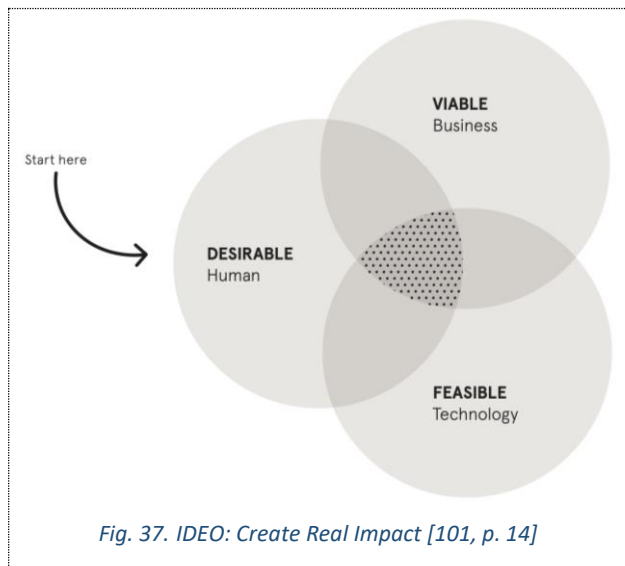 VIABLE
Business
Start here
DESIRABLE
Human
FEASIBLE
Technology
Fig. 37. IDEO: Create Real Impact [101, p. 14]